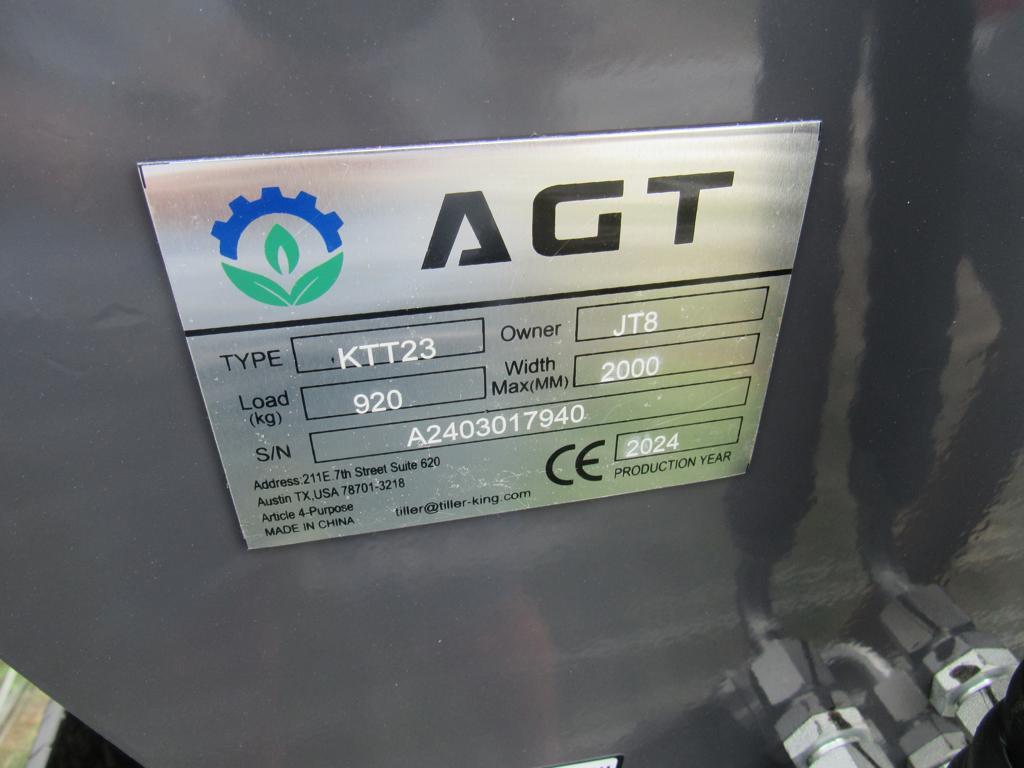 AGT
TYPE KTT23 Owner JT8
Load (kg) 920 Width Max(MM) 2000
S/N A2403017940
CE 2024
PRODUCTION YEAR
Address:211E.7th Street Suite 620
Austin TX,USA 78701-3218
Article 4-Purpose
MADE IN CHINA
tiller@tiller-king.com